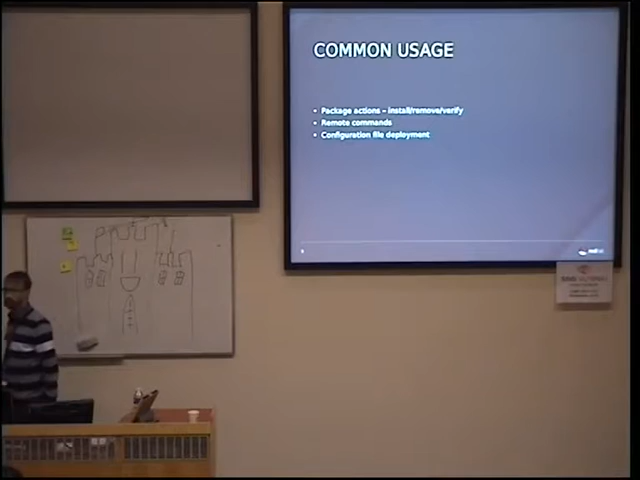 COMMON USAGE
• Package actions – install/remove/verify
• Remote commands
• Configuration file deployment